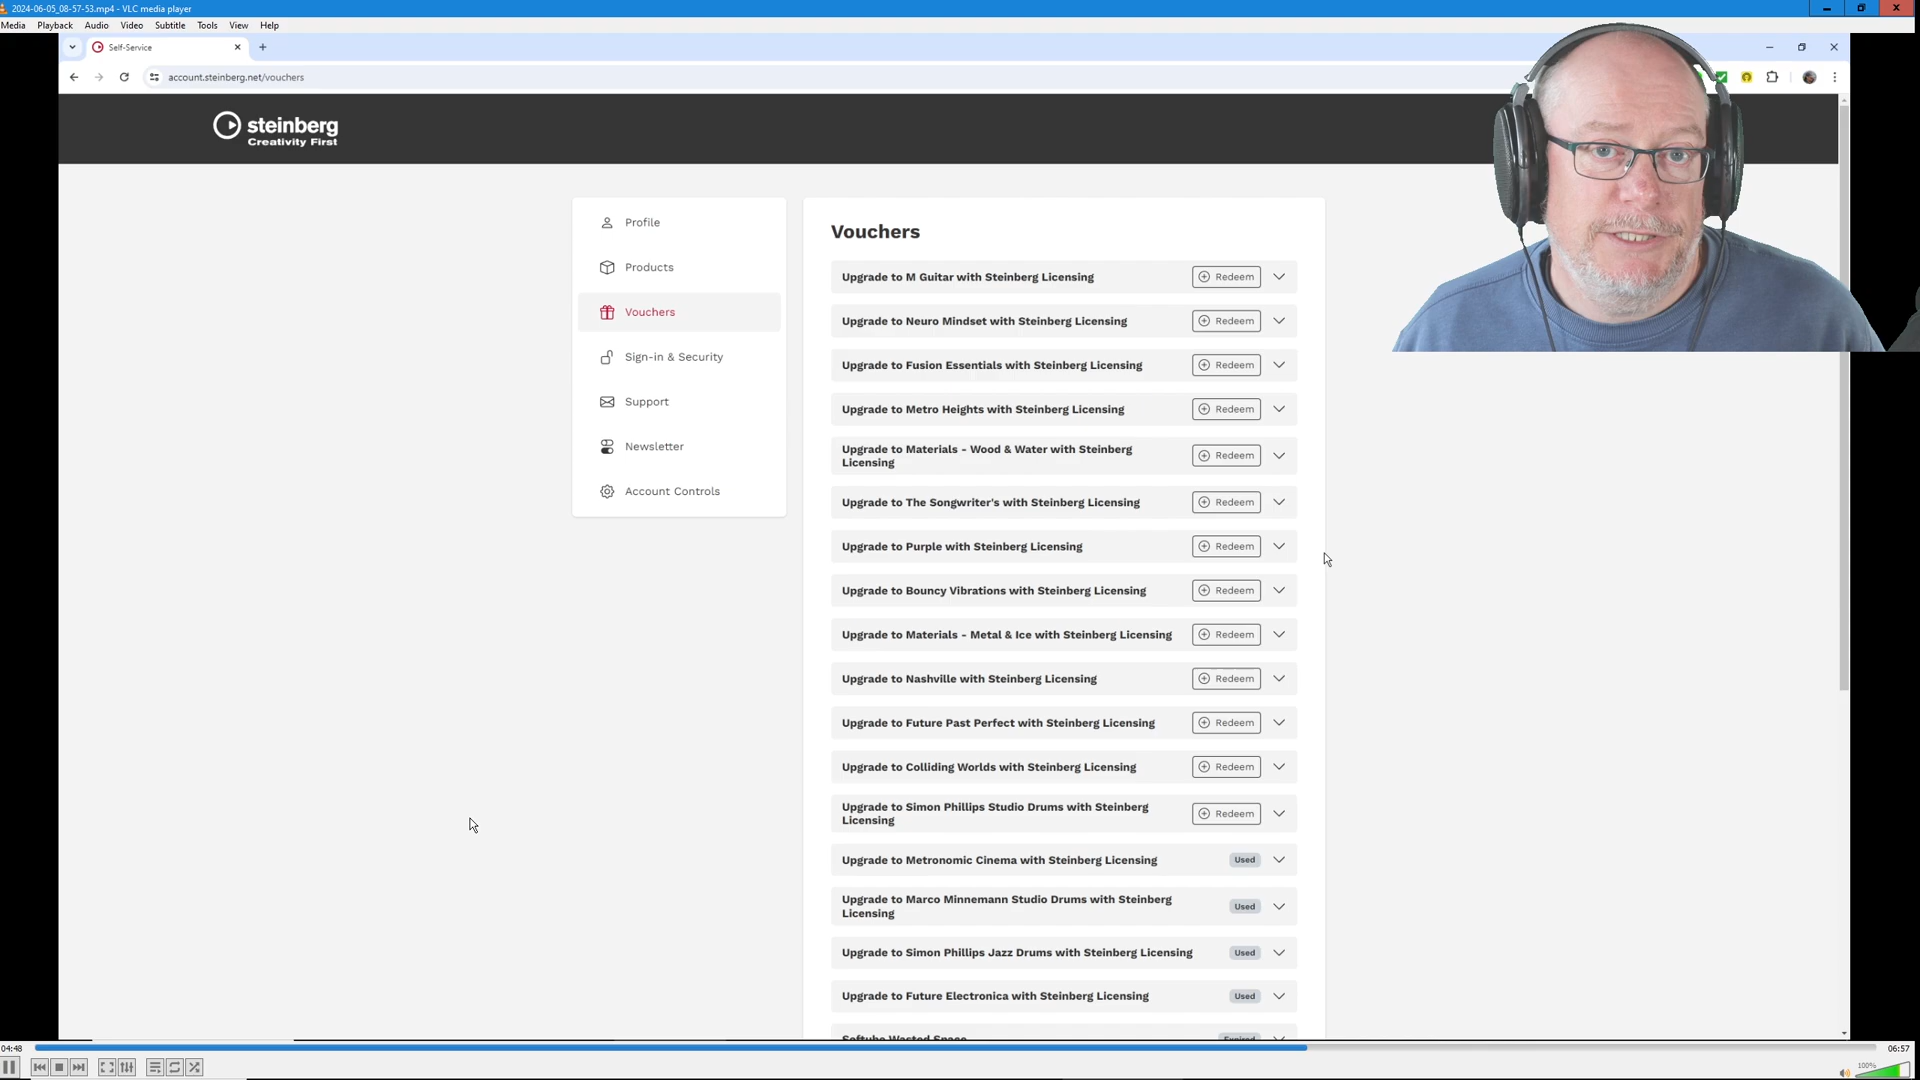 2024-06-05_08-57-53.mp4 - VLC media player
Media Playback Audio Video Subtitle Tools View Help
Self-Service
account.steinberg.net/vouchers
steinberg
Creativity First
Profile
Products
Vouchers
Sign-in & Security
Support
Newsletter
Account Controls
Vouchers
Upgrade to M Guitar with Steinberg Licensing Redeem
Upgrade to Neuro Mindset with Steinberg Licensing Redeem
Upgrade to Fusion Essentials with Steinberg Licensing Redeem
Upgrade to Metro Heights with Steinberg Licensing Redeem
Upgrade to Materials - Wood & Water with Steinberg
Licensing Redeem
Upgrade to The Songwriter's with Steinberg Licensing Redeem
Upgrade to Purple with Steinberg Licensing Redeem
Upgrade to Bouncy Vibrations with Steinberg Licensing Redeem
Upgrade to Materials - Metal & Ice with Steinberg Licensing Redeem
Upgrade to Nashville with Steinberg Licensing Redeem
Upgrade to Future Past Perfect with Steinberg Licensing Redeem
Upgrade to Colliding Worlds with Steinberg Licensing Redeem
Upgrade to Simon Phillips Studio Drums with Steinberg
Licensing Redeem
Upgrade to Metronomic Cinema with Steinberg Licensing Used
Upgrade to Marco Minnemann Studio Drums with Steinberg
Licensing Used
Upgrade to Simon Phillips Jazz Drums with Steinberg Licensing Used
Upgrade to Future Electronica with Steinberg Licensing Used
Softube Wasted Space Expired
04:48 06:57
100%